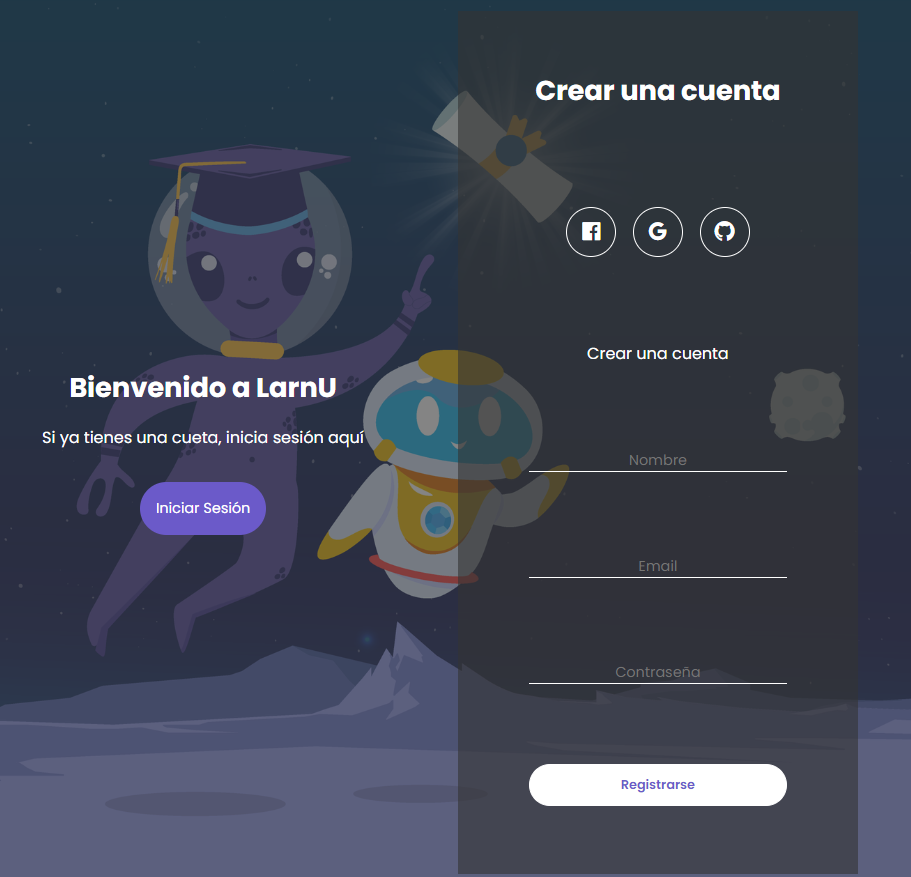 Bienvenido a LarnU
Si ya tienes una cueta, inicia sesión aquí
Iniciar Sesión
Crear una cuenta
Crear una cuenta
Nombre
Email
Contraseña
Registrarse